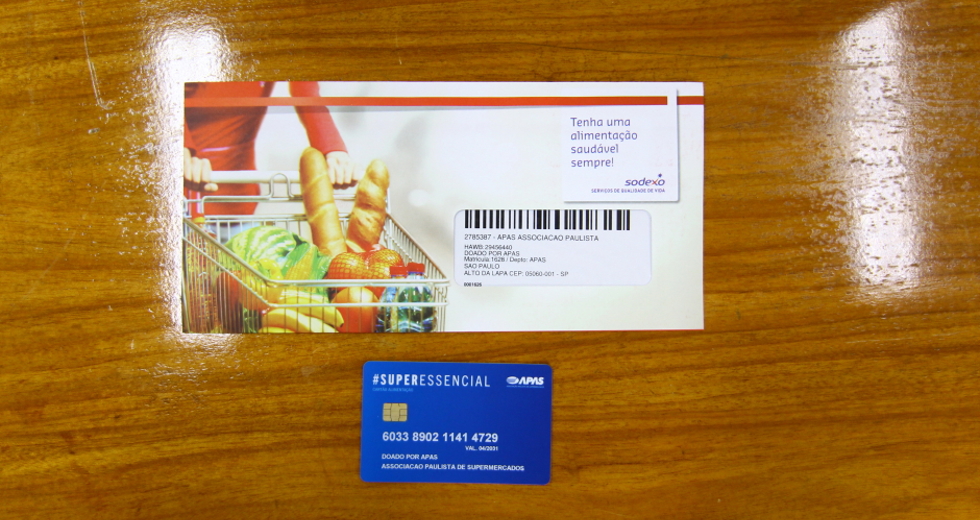 Tenha uma
alimentação
saudável
sempre!
sodexo
SERVIÇOS DE QUALIDADE DE VIDA
2785387 - APAS ASSOCIACAO PAULISTA
HAWB:29456440
DOADO POR APAS
Matricula:1628 / Depto: APAS
SAO PAULO
ALTO DA LAPA CEP: 05060-001 - SP
#SUPERESSENCIAL
APAS
6033 8902 1141 4729
VAL. 04/2031
DOADO POR APAS
ASSOCIACAO PAULISTA DE SUPERMERCADOS